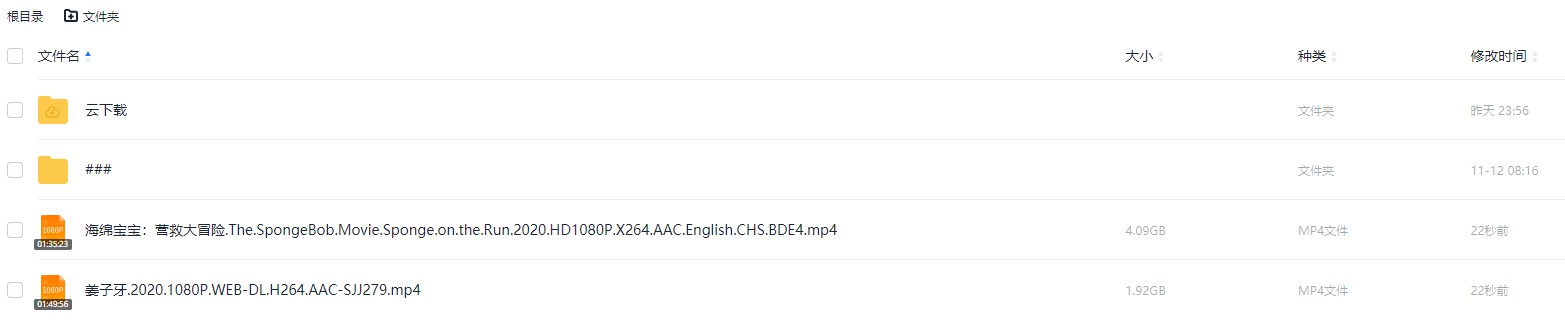 根目录 文件夹
文件名 大小 种类 修改时间
云下载 文件夹 昨天 23:56
### 文件夹 11-12 08:16
1080P 海绵宝宝：营救大冒险.The.SpongeBob.Movie.Sponge.on.the.Run.2020.HD1080P.X264.AAC.English.CHS.BDE4.mp4 4.09GB MP4文件 22秒前
01:35:23
1080P 姜子牙.2020.1080P.WEB-DL.H264.AAC-SJJ279.mp4 1.92GB MP4文件 22秒前
01:49:56